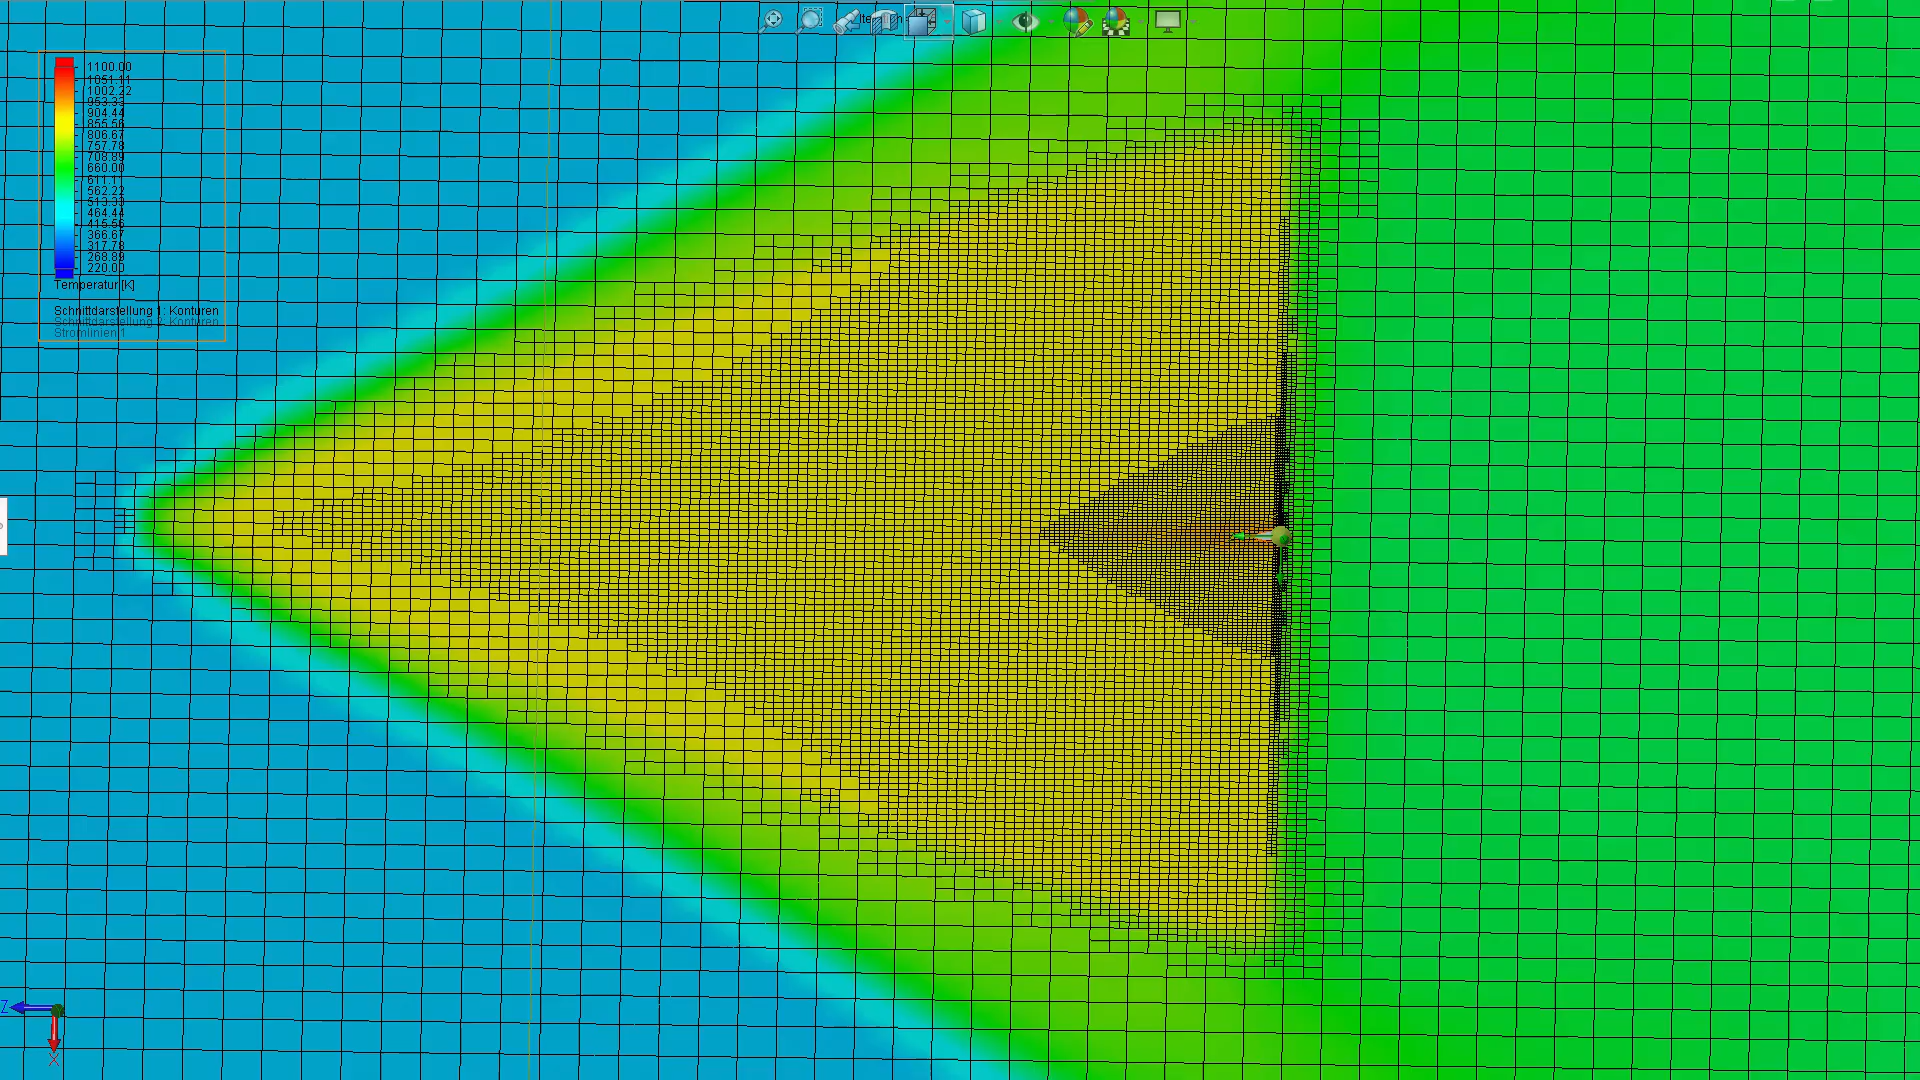 Iteration
1100.00
1051.11
1002.22
953.33
904.44
855.56
806.67
757.78
708.89
660.00
611.11
562.22
513.33
464.44
415.56
366.67
317.78
268.89
220.00
Temperatur [K]
Schnittdarstellung 1: Konturen
Schnittdarstellung 2: Konturen
Stromlinien 1
Z
X